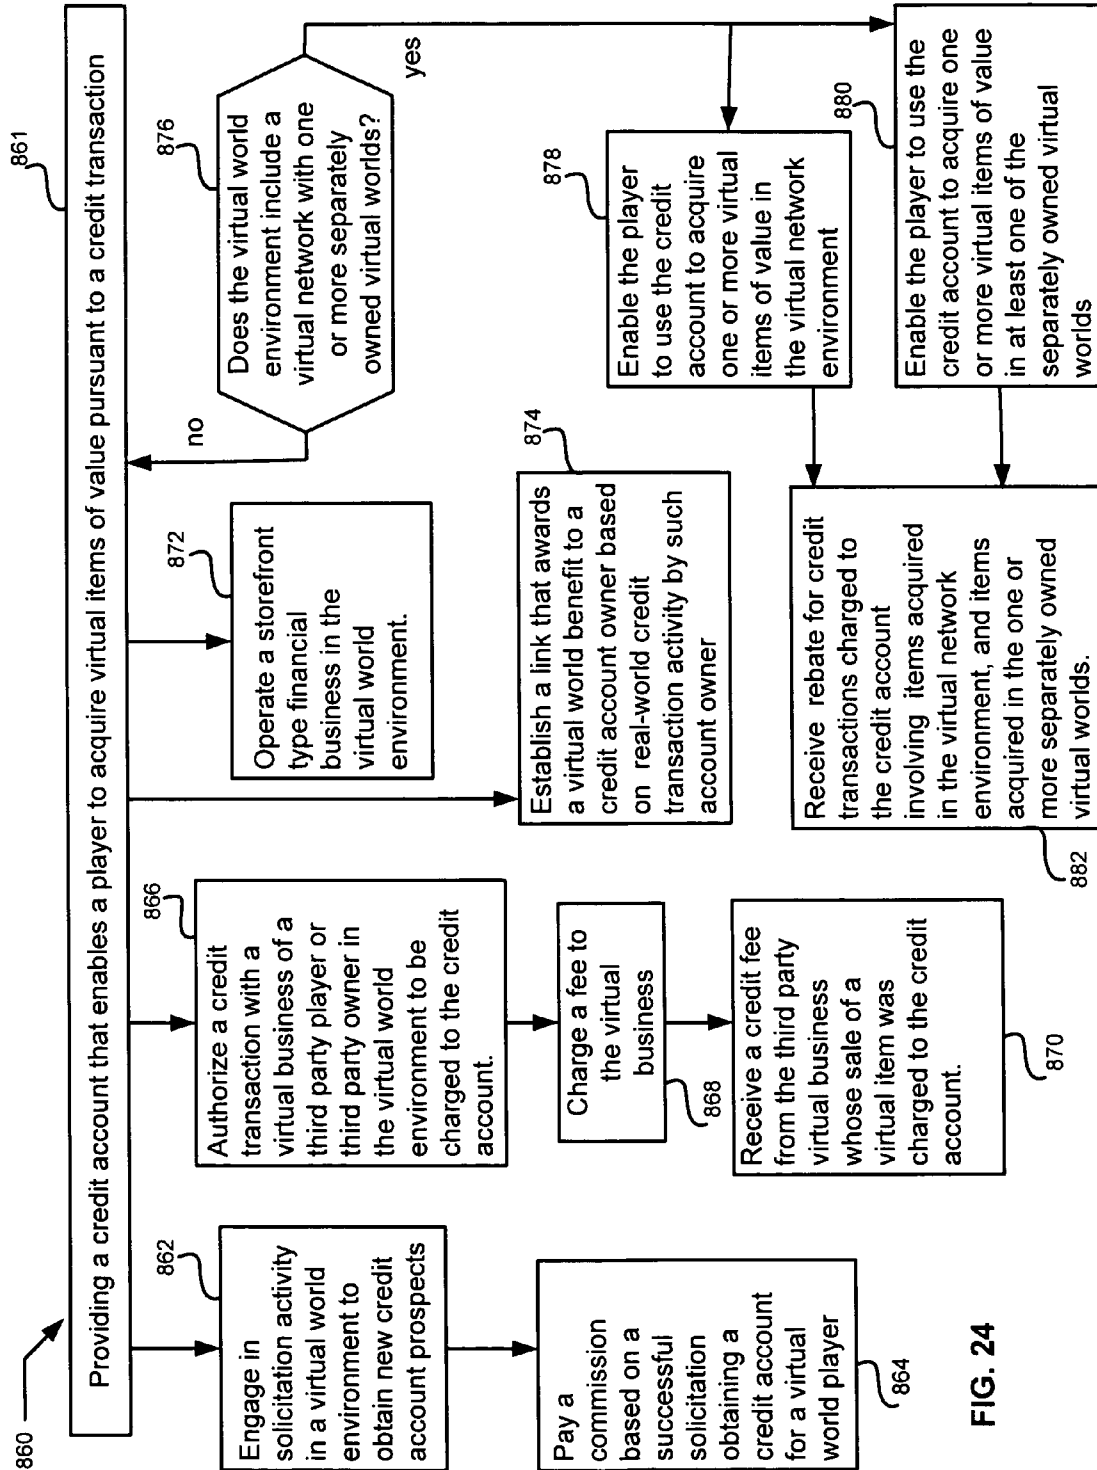 860
861
Providing a credit account that enables a player to acquire virtual items of value pursuant to a credit transaction
862
Engage in
solicitation activity
in a virtual world
environment to
obtain new credit
account prospects
Pay a
commission
based on a
successful
solicitation
obtaining a
credit account
for a virtual
world player
864
866
Authorize a credit
transaction with a
virtual business of a
third party player or
third party owner in
the virtual world
environment to be
charged to the credit
account.
Charge a fee to
the virtual
business
868
Receive a credit fee
from the third party
virtual business
whose sale of a
virtual item was
charged to the credit
account.
870
872
Operate a storefront
type financial
business in the
virtual world
environment.
874
Establish a link that awards
a virtual world benefit to a
credit account owner based
on real-world credit
transaction activity by such
account owner
876
Does the virtual world
environment include a
virtual network with one
or more separately
owned virtual worlds?
no
yes
878
Enable the player
to use the credit
account to acquire
one or more virtual
items of value in
the virtual network
environment
880
Enable the player to use the
credit account to acquire one
or more virtual items of value
in at least one of the
separately owned virtual
worlds
Receive rebate for credit
transactions charged to
the credit account
involving items acquired
in the virtual network
environment, and items
acquired in the one or
more separately owned
virtual worlds.
882
FIG. 24